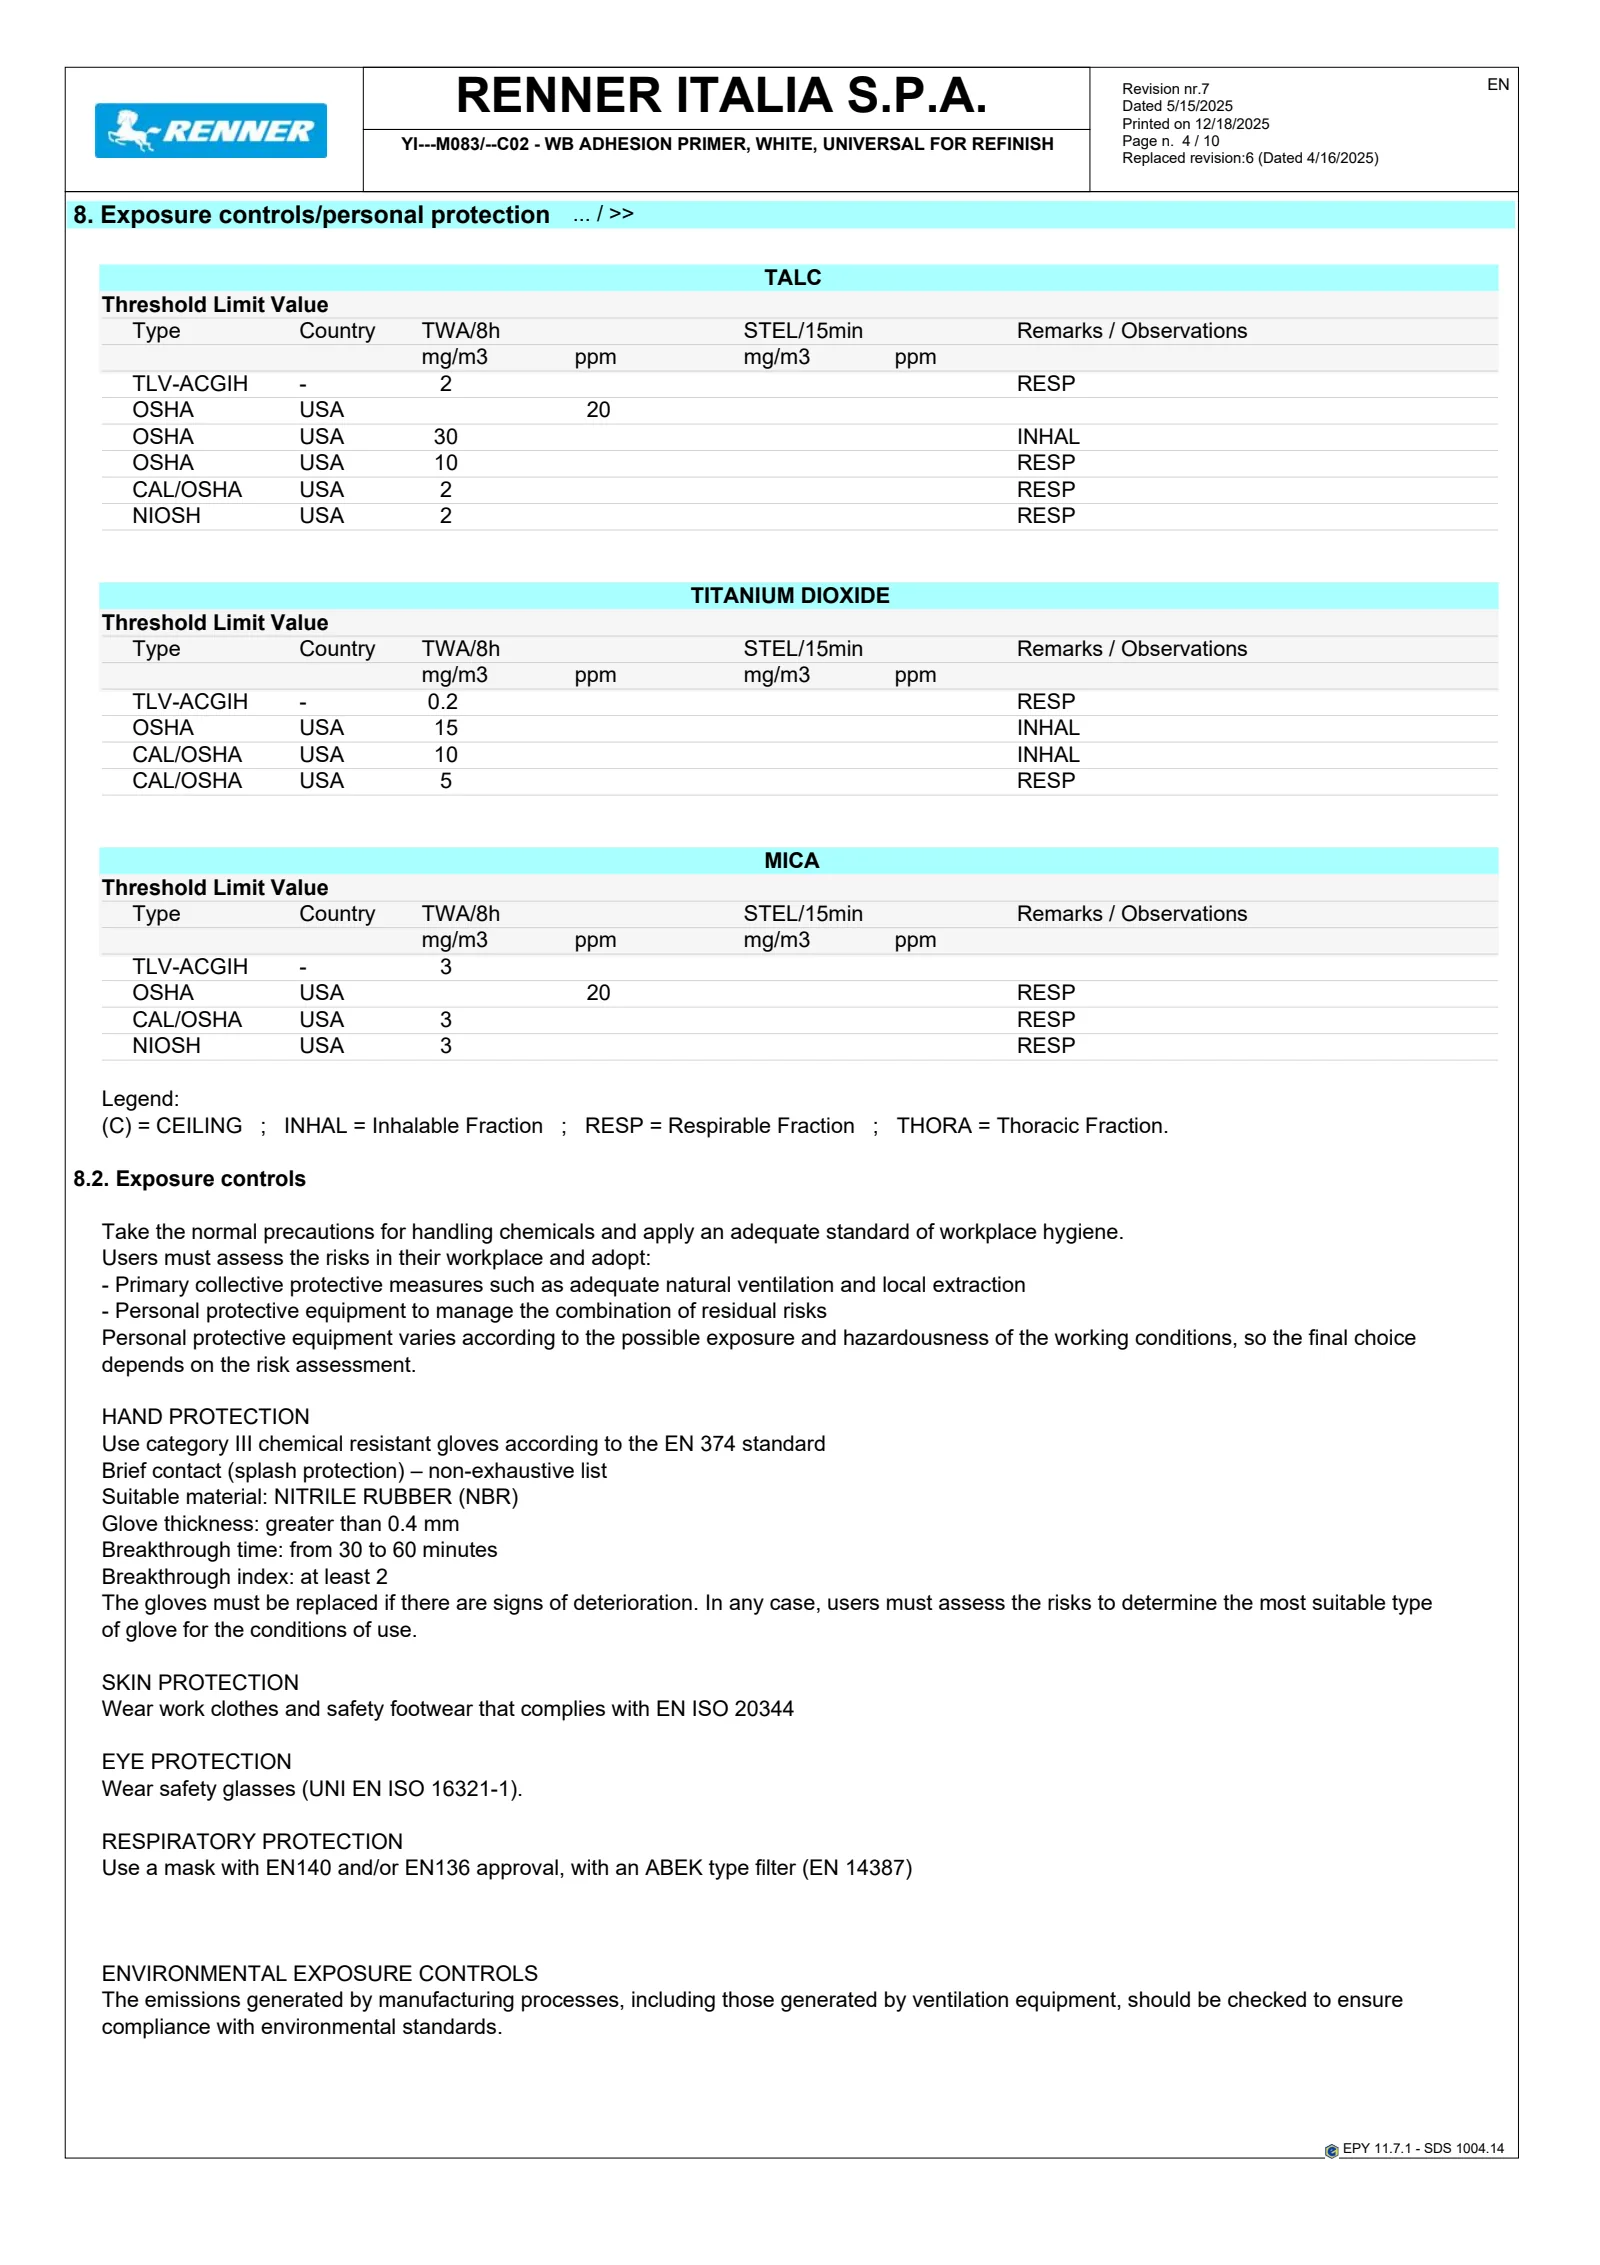 RENNER
RENNER ITALIA S.P.A.
YI---M083/--C02 - WB ADHESION PRIMER, WHITE, UNIVERSAL FOR REFINISH
Revision nr.7
Dated 5/15/2025
Printed on 12/18/2025
Page n. 4 / 10
Replaced revision:6 (Dated 4/16/2025)
EN
8. Exposure controls/personal protection ... / >>
TALC
Threshold Limit Value
Type Country TWA/8h STEL/15min Remarks / Observations
mg/m3 ppm mg/m3 ppm
TLV-ACGIH - 2 RESP
OSHA USA 20
OSHA USA 30 INHAL
OSHA USA 10 RESP
CAL/OSHA USA 2 RESP
NIOSH USA 2 RESP
TITANIUM DIOXIDE
Threshold Limit Value
Type Country TWA/8h STEL/15min Remarks / Observations
mg/m3 ppm mg/m3 ppm
TLV-ACGIH - 0.2 RESP
OSHA USA 15 INHAL
CAL/OSHA USA 10 INHAL
CAL/OSHA USA 5 RESP
MICA
Threshold Limit Value
Type Country TWA/8h STEL/15min Remarks / Observations
mg/m3 ppm mg/m3 ppm
TLV-ACGIH - 3
OSHA USA 20 RESP
CAL/OSHA USA 3 RESP
NIOSH USA 3 RESP
Legend:
(C) = CEILING ; INHAL = Inhalable Fraction ; RESP = Respirable Fraction ; THORA = Thoracic Fraction.
8.2. Exposure controls
Take the normal precautions for handling chemicals and apply an adequate standard of workplace hygiene.
Users must assess the risks in their workplace and adopt:
- Primary collective protective measures such as adequate natural ventilation and local extraction
- Personal protective equipment to manage the combination of residual risks
Personal protective equipment varies according to the possible exposure and hazardousness of the working conditions, so the final choice
depends on the risk assessment.
HAND PROTECTION
Use category III chemical resistant gloves according to the EN 374 standard
Brief contact (splash protection) – non-exhaustive list
Suitable material: NITRILE RUBBER (NBR)
Glove thickness: greater than 0.4 mm
Breakthrough time: from 30 to 60 minutes
Breakthrough index: at least 2
The gloves must be replaced if there are signs of deterioration. In any case, users must assess the risks to determine the most suitable type
of glove for the conditions of use.
SKIN PROTECTION
Wear work clothes and safety footwear that complies with EN ISO 20344
EYE PROTECTION
Wear safety glasses (UNI EN ISO 16321-1).
RESPIRATORY PROTECTION
Use a mask with EN140 and/or EN136 approval, with an ABEK type filter (EN 14387)
ENVIRONMENTAL EXPOSURE CONTROLS
The emissions generated by manufacturing processes, including those generated by ventilation equipment, should be checked to ensure
compliance with environmental standards.
EPY 11.7.1 - SDS 1004.14